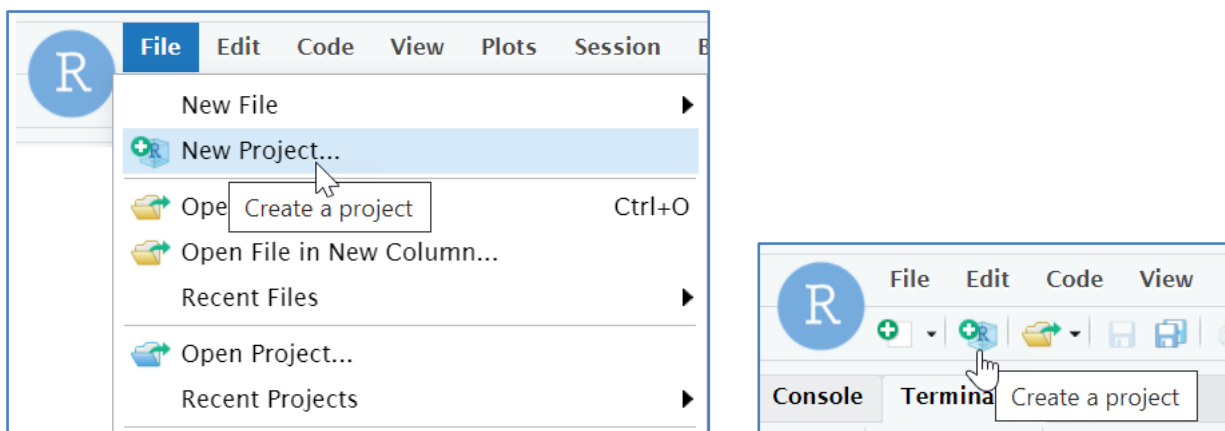 R File Edit Code View Plots Session
New File
R New Project...
Create a project
Ope Ctrl+O
Open File in New Column...
Recent Files
Open Project...
Recent Projects
R File Edit Code View
R
Console Termina
Create a project